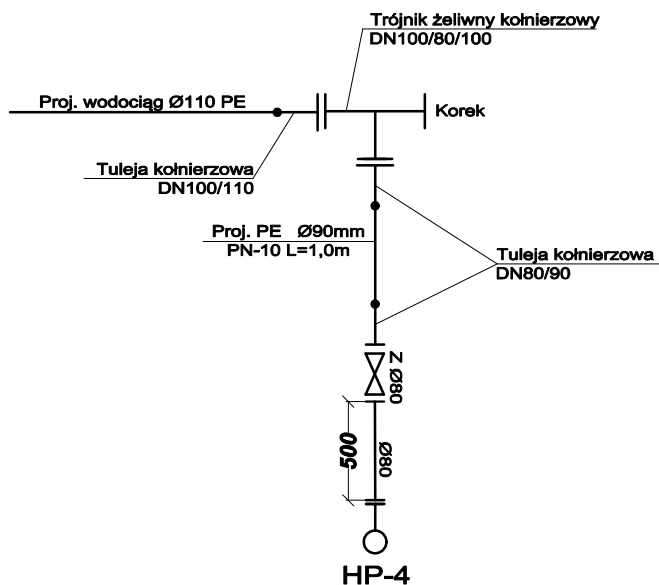 Trójnik żeliwny kołnierzowy
DN100/80/100
Proj. wodociąg Ø110 PE
Korek
Tuleja kołnierzowa
DN100/110
Proj. PE Ø90mm
PN-10 L=1,0m
Tuleja kołnierzowa
DN80/90
Z Ø80
500
Ø80
HP-4